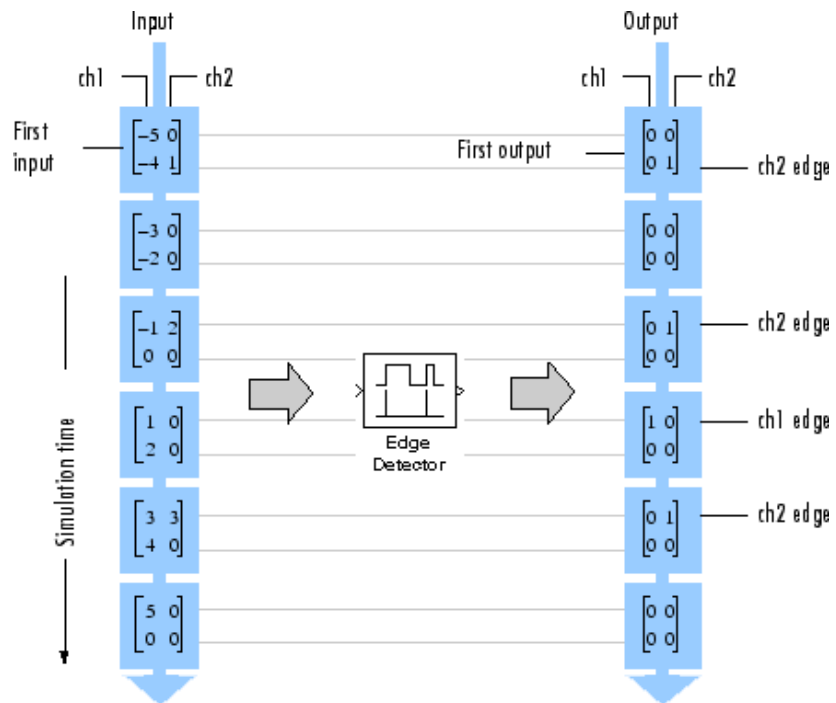 Input
Output
ch1 ch2
ch1 ch2
First
input
-5 0
-4 1
First output
0 0
0 1
ch2 edge
-3 0
-2 0
0 0
0 0
-1 2
0 0
0 1
0 0
ch2 edge
1 0
2 0
Edge
Detector
1 0
0 0
ch1 edge
3 3
4 0
0 1
0 0
ch2 edge
5 0
0 0
0 0
0 0
Simulation time